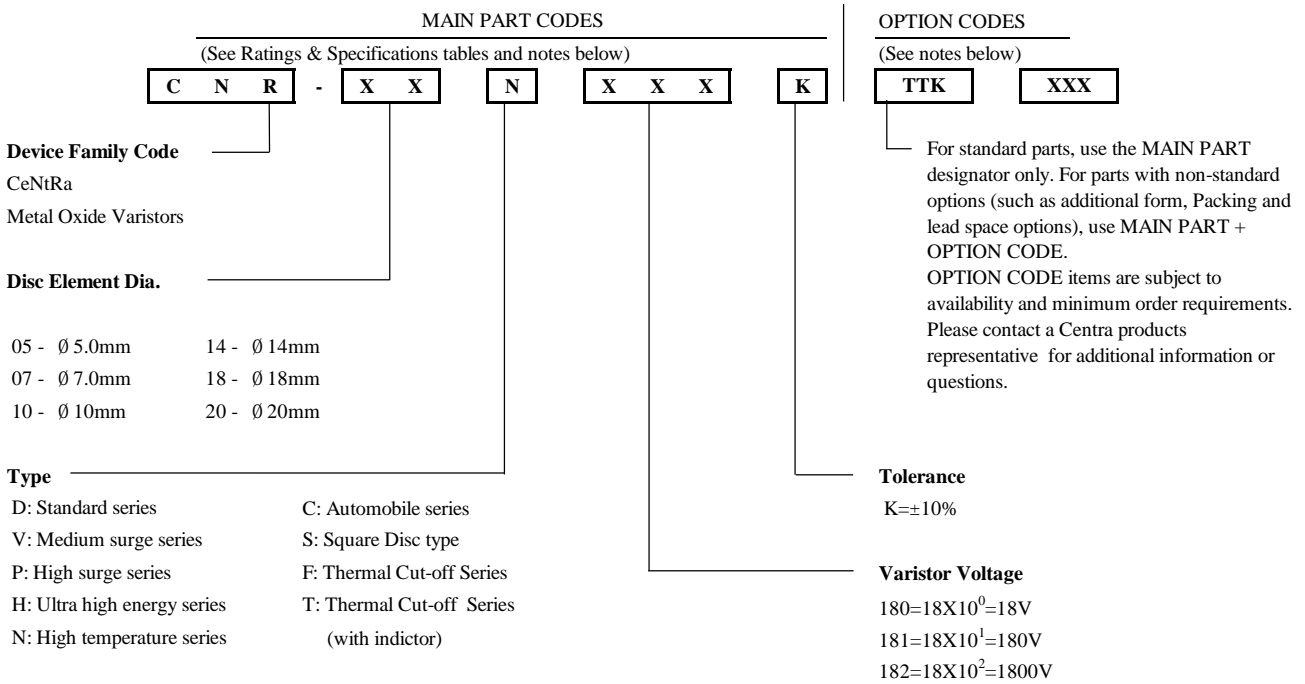 MAIN PART CODES
OPTION CODES
(See Ratings & Specifications tables and notes below)
(See notes below)
C N R - X X N X X X K TTK XXX
Device Family Code
CeNtRa
Metal Oxide Varistors
For standard parts, use the MAIN PART
designator only. For parts with non-standard
options (such as additional form, Packing and
lead space options), use MAIN PART +
OPTION CODE.
OPTION CODE items are subject to
availability and minimum order requirements.
Please contact a Centra products
representative for additional information or
questions.
Disc Element Dia.
05 - Ø 5.0mm 14 - Ø 14mm
07 - Ø 7.0mm 18 - Ø 18mm
10 - Ø 10mm 20 - Ø 20mm
Type
D: Standard series C: Automobile series
V: Medium surge series S: Square Disc type
P: High surge series F: Thermal Cut-off Series
H: Ultra high energy series T: Thermal Cut-off Series
N: High temperature series (with indictor)
Tolerance
K=±10%
Varistor Voltage
180=18X10⁰=18V
181=18X10¹=180V
182=18X10²=1800V